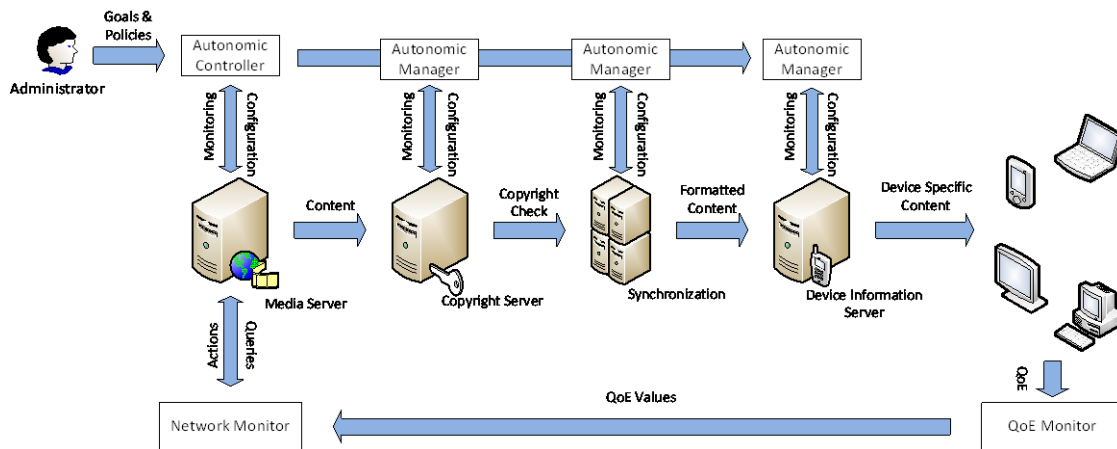 Goals &
Policies
Administrator
Autonomic
Controller
Autonomic
Manager
Autonomic
Manager
Autonomic
Manager
Monitoring
Configuration
Monitoring
Configuration
Monitoring
Configuration
Monitoring
Configuration
Content
Copyright
Check
Formatted
Content
Device Specific
Content
Media Server
Copyright Server
Synchronization
Device Information
Server
Actions
Queries
QoE
QoE Values
Network Monitor
QoE Monitor